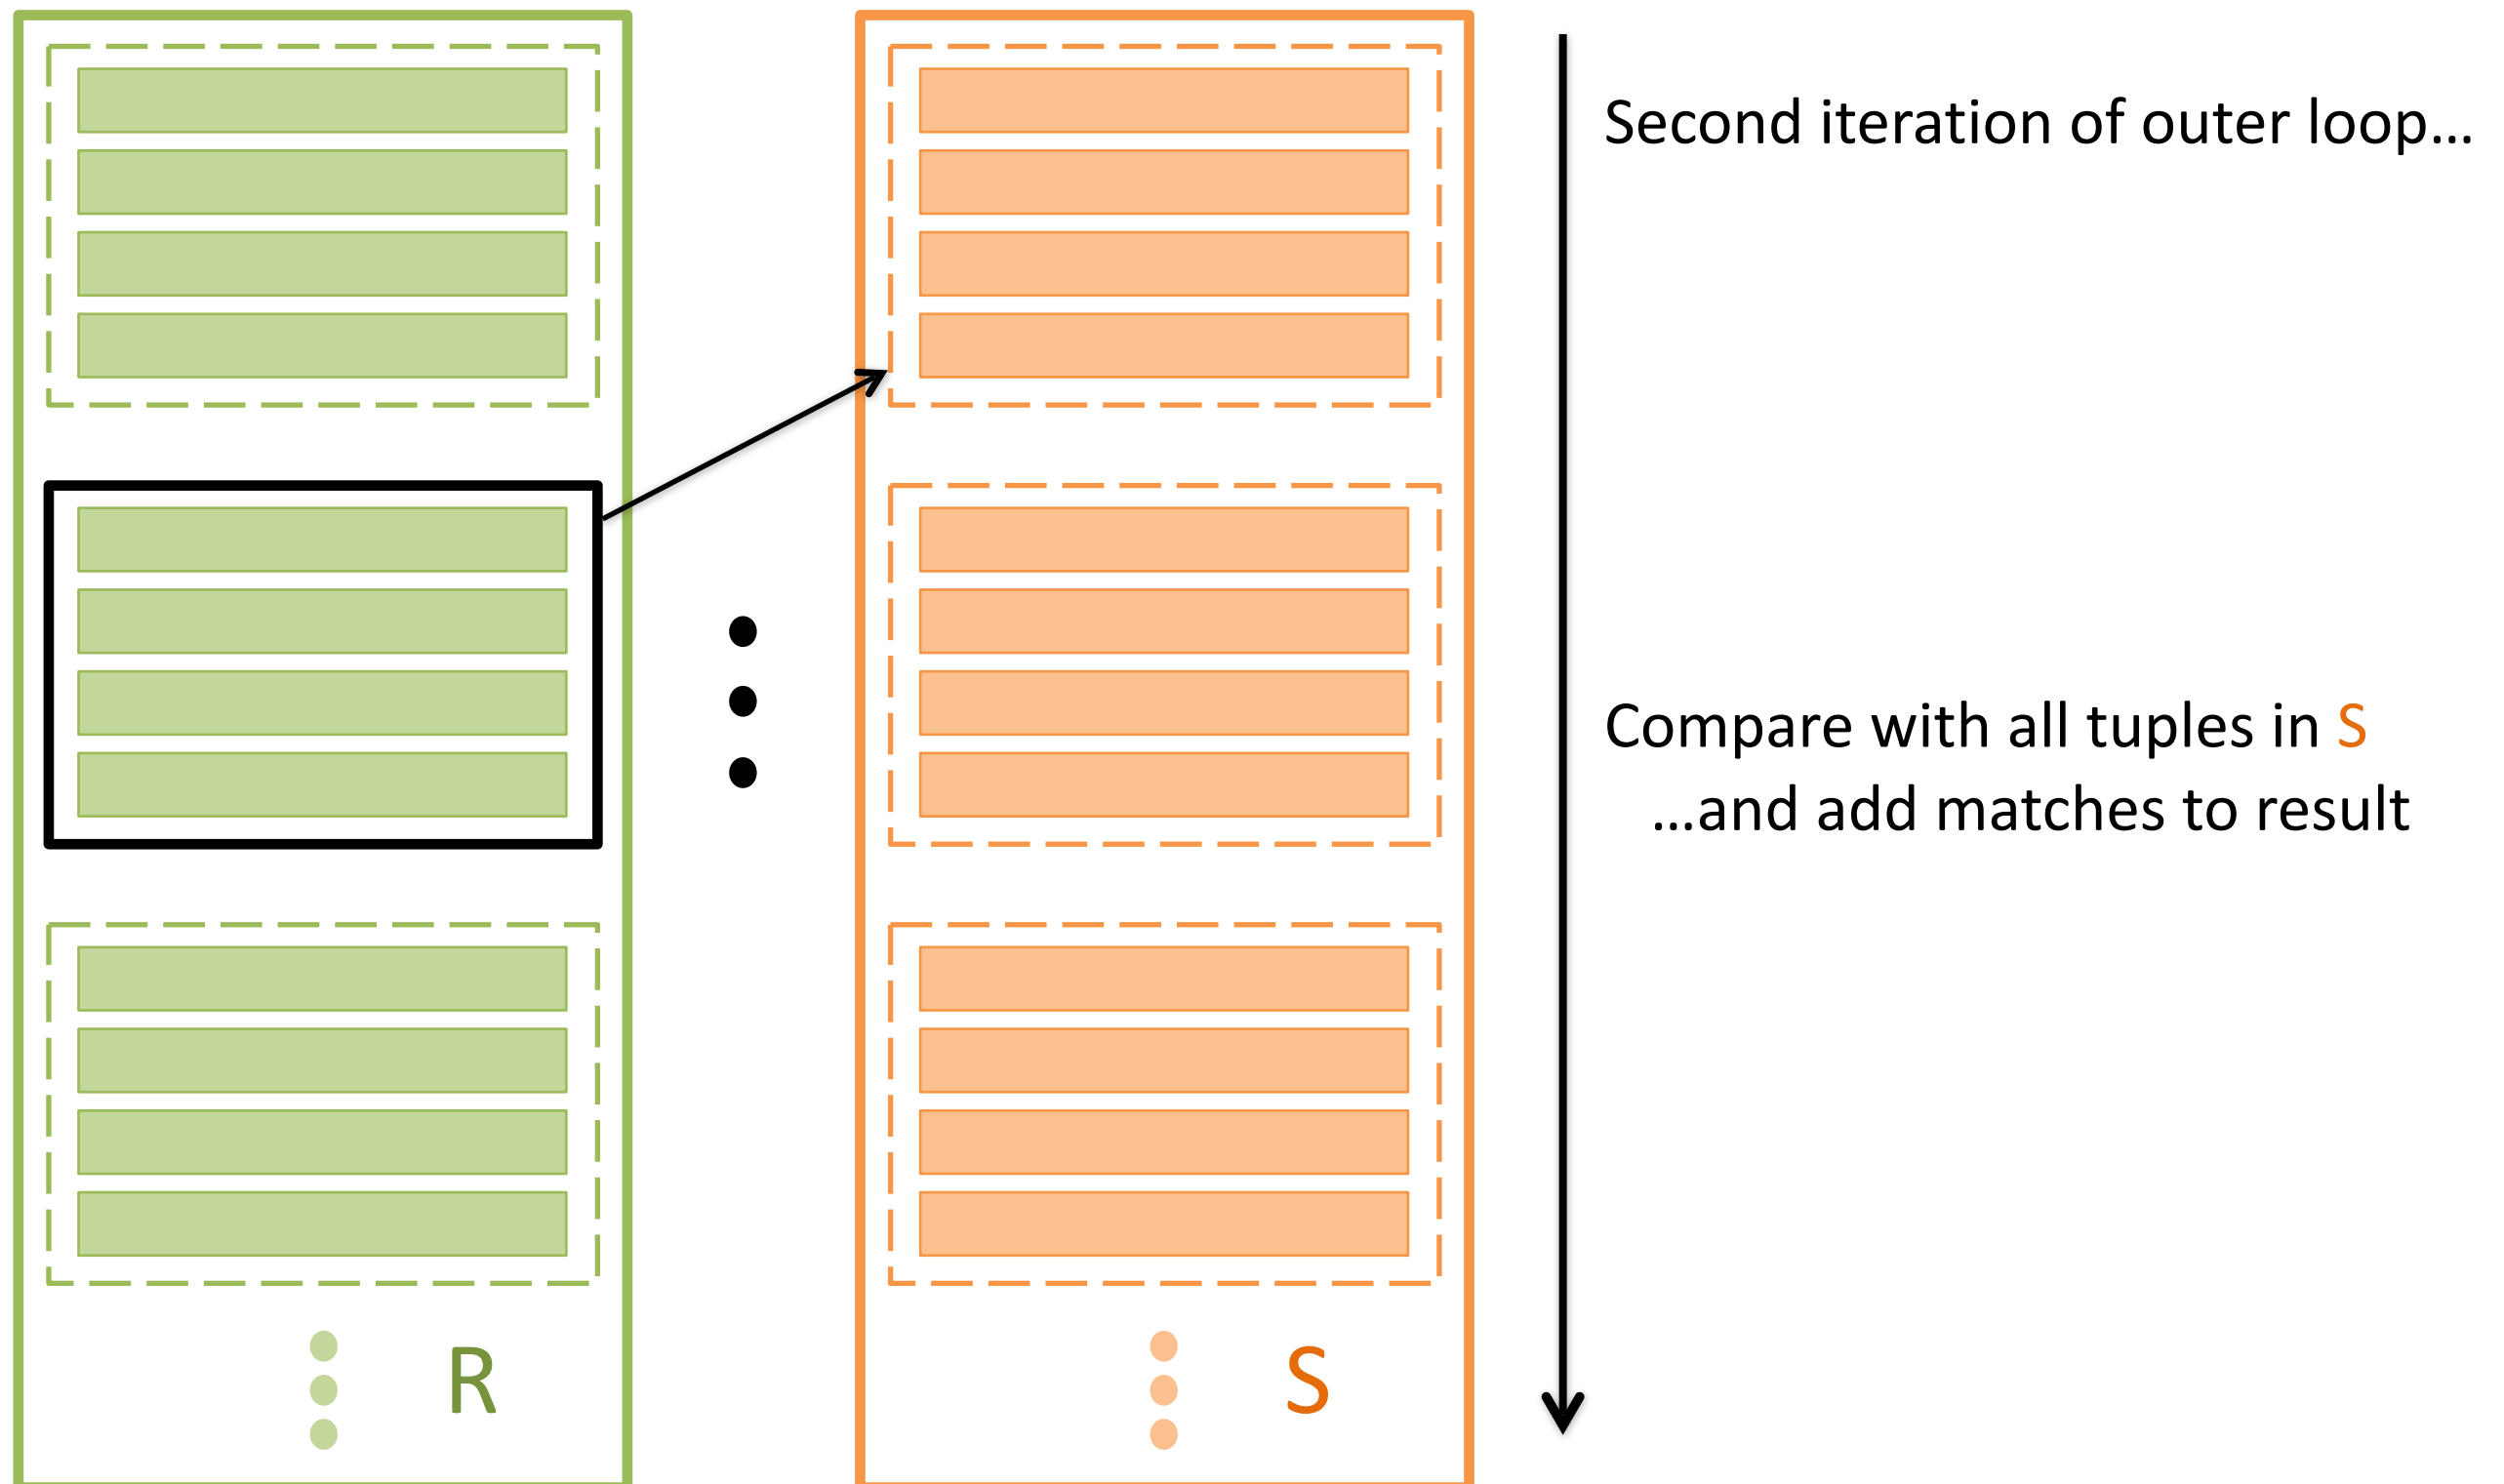 Second iteration of outer loop...
Compare with all tuples in S
...and add matches to result
R
S